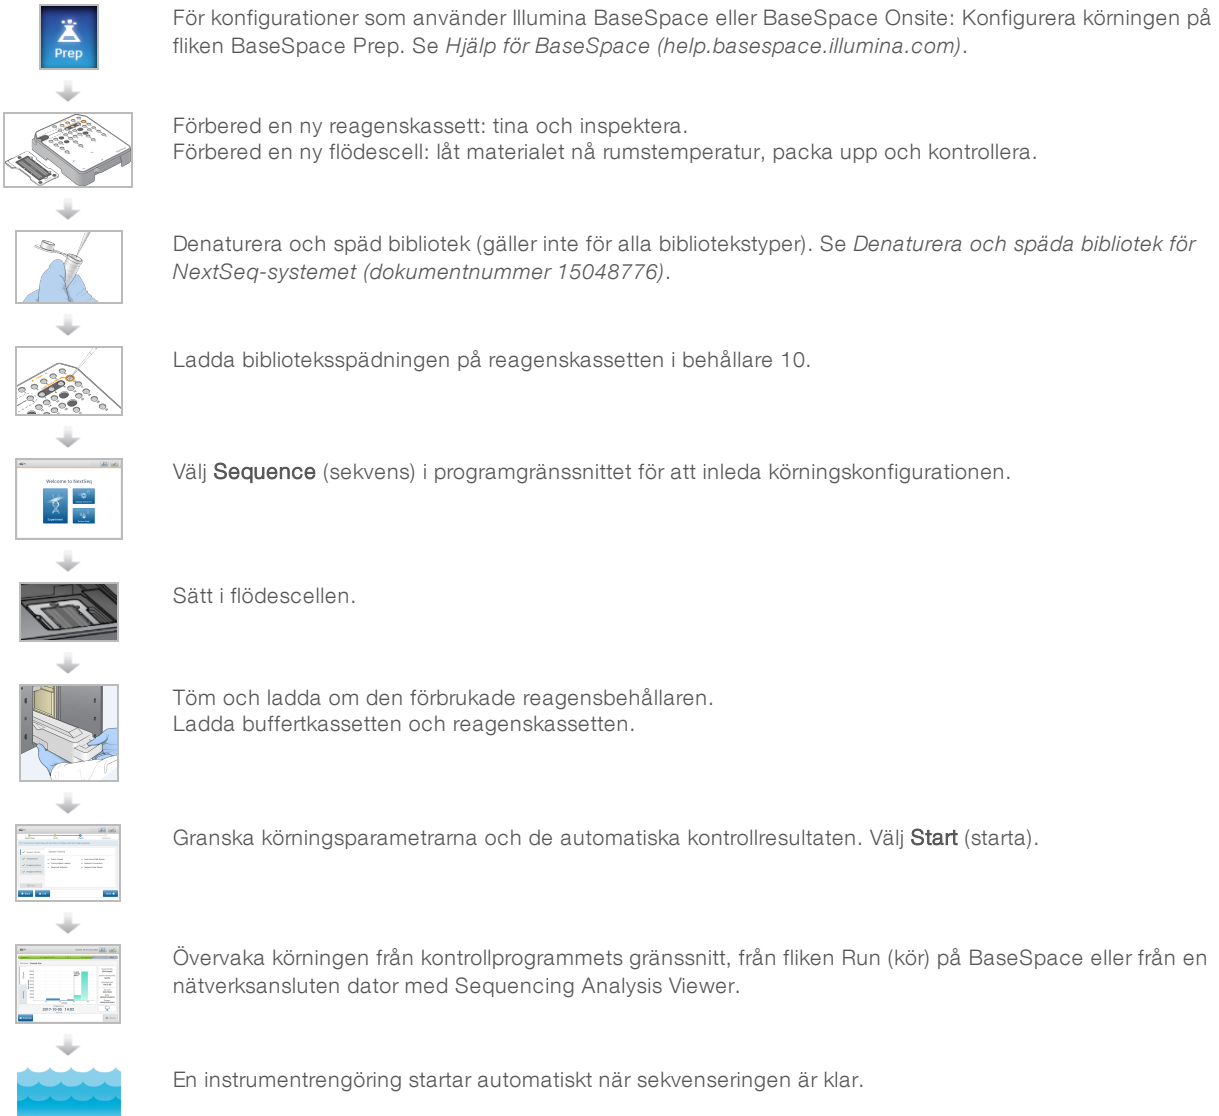 Prep
För konfigurationer som använder Illumina BaseSpace eller BaseSpace Onsite: Konfigurera körningen på
fliken BaseSpace Prep. Se Hjälp för BaseSpace (help.basespace.illumina.com).
Förbered en ny reagenskassett: tina och inspektera.
Förbered en ny flödescell: låt materialet nå rumstemperatur, packa upp och kontrollera.
Denaturera och späd bibliotek (gäller inte för alla bibliotekstyper). Se Denaturera och späda bibliotek för
NextSeq-systemet (dokumentnummer 15048776).
Ladda biblioteksspädningen på reagenskassetten i behållare 10.
Welcome to NextSeq
Experiment
Välj Sequence (sekvens) i programgränssnittet för att inleda körningskonfigurationen.
Sätt i flödescellen.
Töm och ladda om den förbrukade reagensbehållaren.
Ladda buffertkassetten och reagenskassetten.
Granska körningsparametrarna och de automatiska kontrollresultaten. Välj Start (starta).
Övervaka körningen från kontrollprogrammets gränssnitt, från fliken Run (kör) på BaseSpace eller från en
nätverksansluten dator med Sequencing Analysis Viewer.
2017-10-05 14:02
En instrumentrengöring startar automatiskt när sekvenseringen är klar.